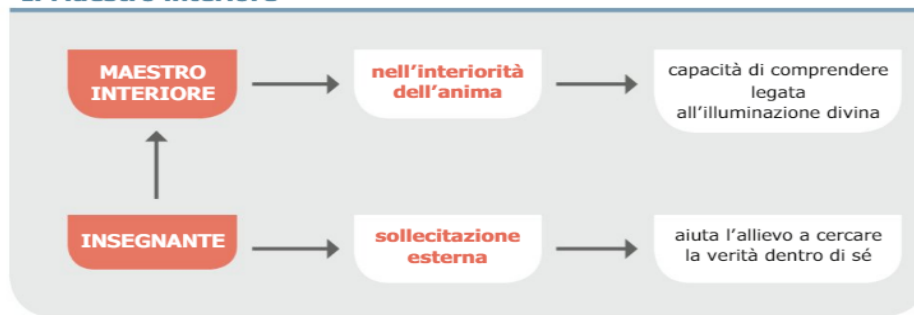 MAESTRO
INTERIORE
nell'interiorità
dell'anima
capacità di comprendere
legata
all'illuminazione divina
INSEGNANTE
sollecitazione
esterna
aiuta l'allievo a cercare
la verità dentro di sé